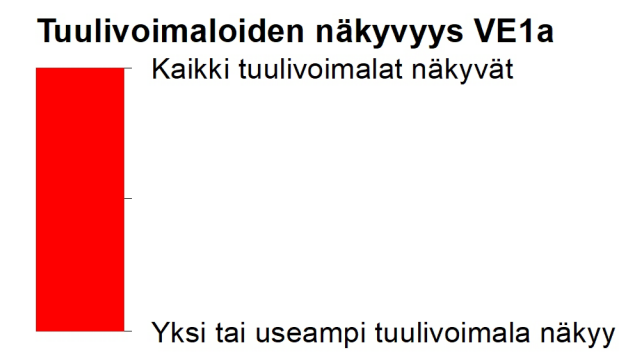 Tuulivoimaloiden näkyvyys VE1a
Kaikki tuulivoimalat näkyvät
Yksi tai useampi tuulivoimala näkyy